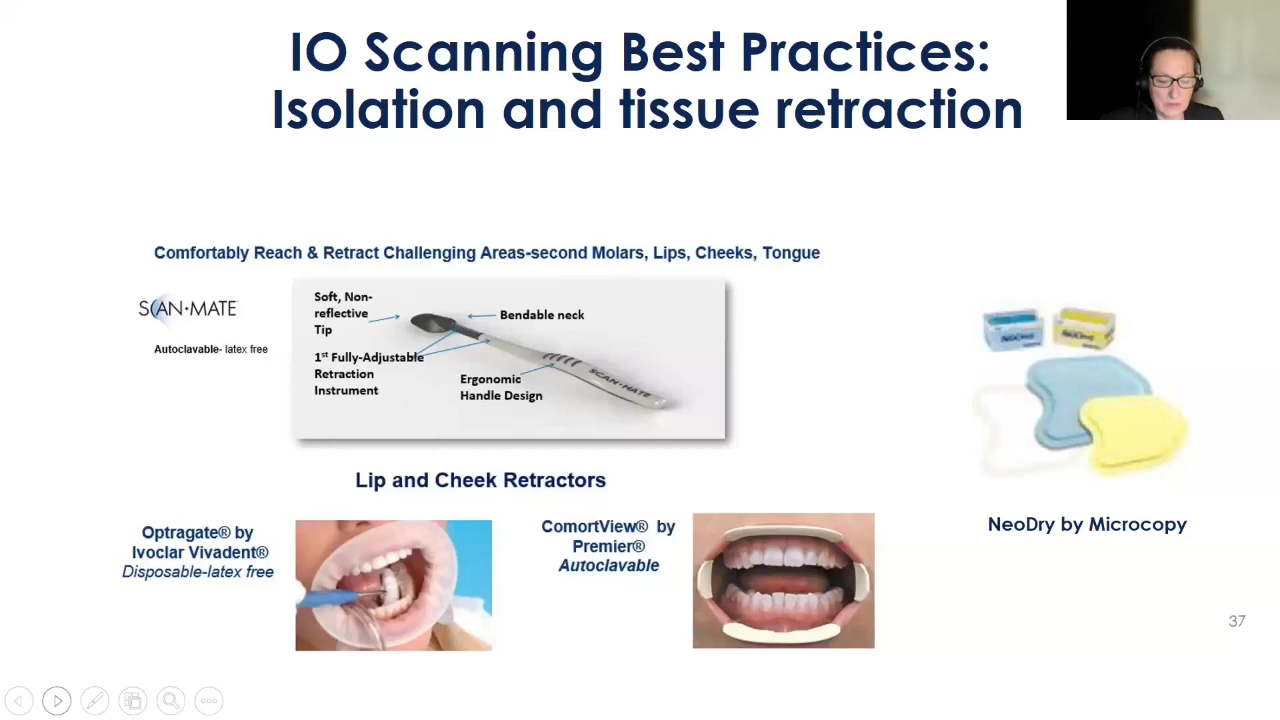 IO Scanning Best Practices:
Isolation and tissue retraction
Comfortably Reach & Retract Challenging Areas-second Molars, Lips, Cheeks, Tongue
SCAN•MATE
Autoclavable- latex free
Soft, Non-
reflective
Tip
Bendable neck
1st Fully-Adjustable
Retraction
Instrument
Ergonomic
Handle Design
SCAN•MATE
Lip and Cheek Retractors
Optragate® by
Ivoclar Vivadent®
Disposable-latex free
ComortView® by
Premier®
Autoclavable
NeoDry by Microcopy
37